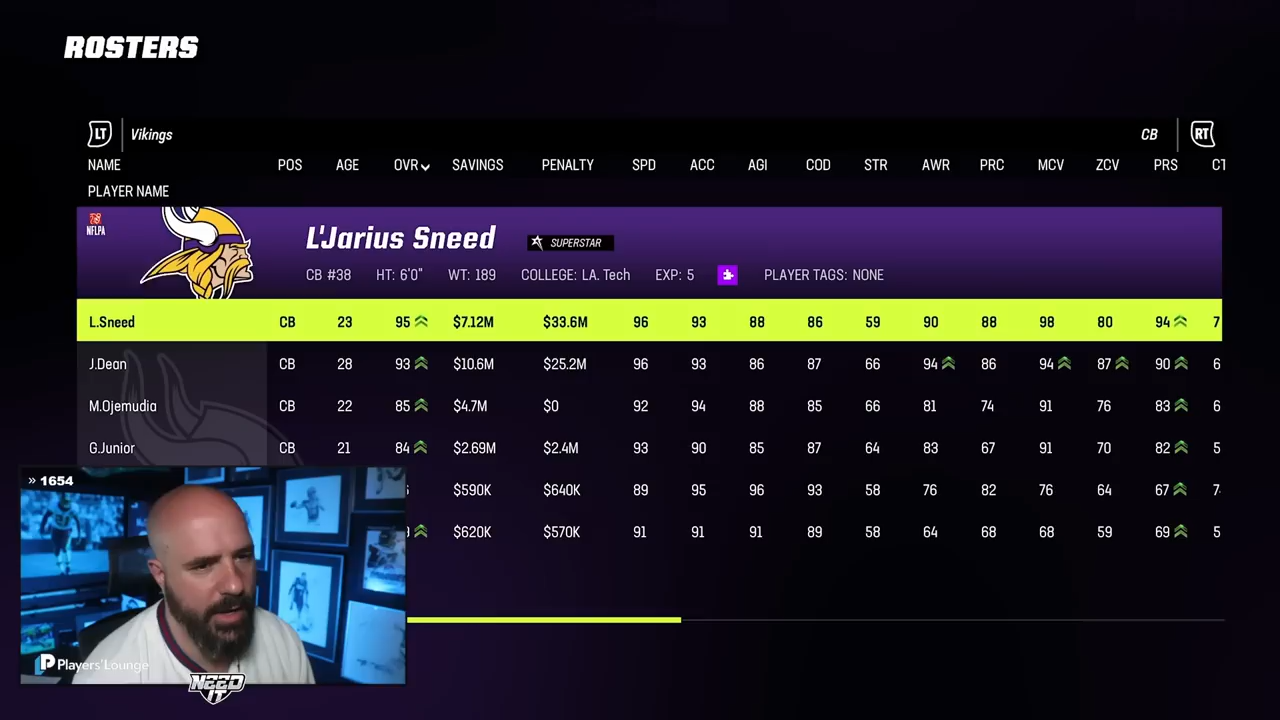 ROSTERS
LT Vikings CB RT
NAME POS AGE OVR SAVINGS PENALTY SPD ACC AGI COD STR AWR PRC MCV ZCV PRS CT
PLAYER NAME
NFLPA
L'Jarius Sneed SUPERSTAR
CB #38 HT: 6'0" WT: 189 COLLEGE: LA. Tech EXP: 5 PLAYER TAGS: NONE
L.Sneed CB 23 95 $7.12M $33.6M 96 93 88 86 59 90 88 98 80 94 7
J.Dean CB 28 93 $10.6M $25.2M 96 93 86 87 66 94 86 94 87 90 6
M.Ojemudia CB 22 85 $4.7M $0 92 94 88 85 66 81 74 91 76 83 6
G.Junior CB 21 84 $2.69M $2.4M 93 90 85 87 64 83 67 91 70 82 5
$590K $640K 89 95 96 93 58 76 82 76 64 67 7
$620K $570K 91 91 91 89 58 64 68 68 59 69 5
» 1654
Players' Lounge
NEED IT